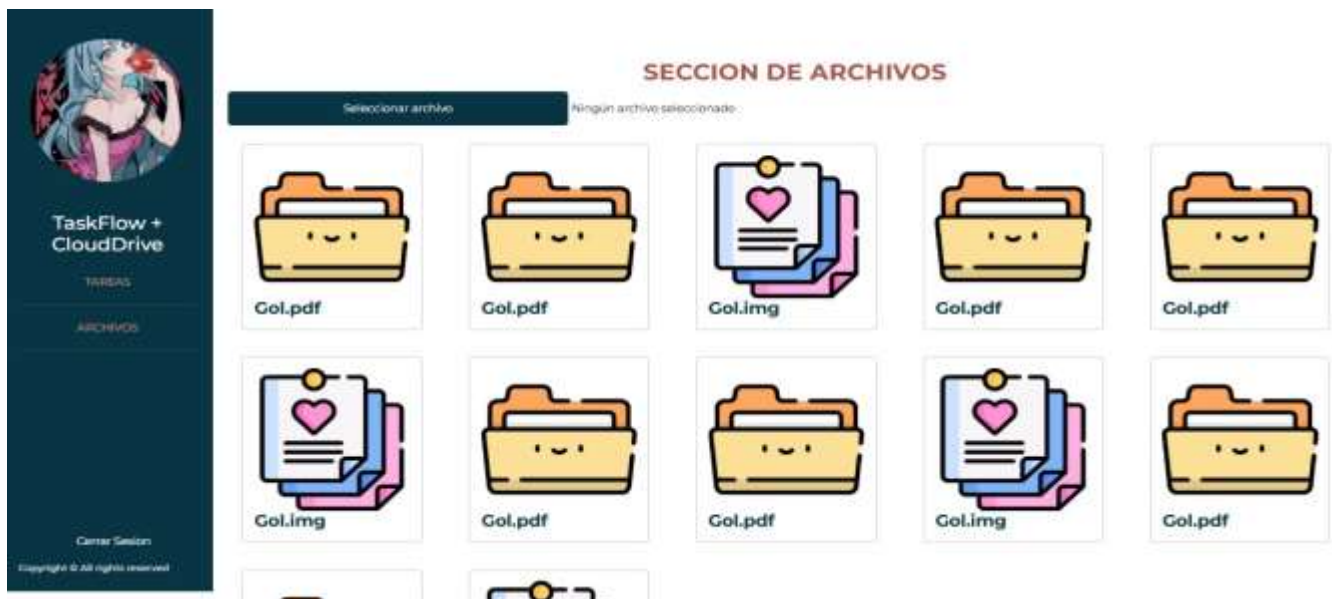 SECCION DE ARCHIVOS
Seleccionar archivo Ningún archivo seleccionado
TaskFlow +
CloudDrive
TAREAS
ARCHIVOS
Cerrar Sesion
Copyright © All rights reserved
Gol.pdf Gol.pdf Gol.img Gol.pdf Gol.pdf
Gol.img Gol.pdf Gol.pdf Gol.img Gol.pdf